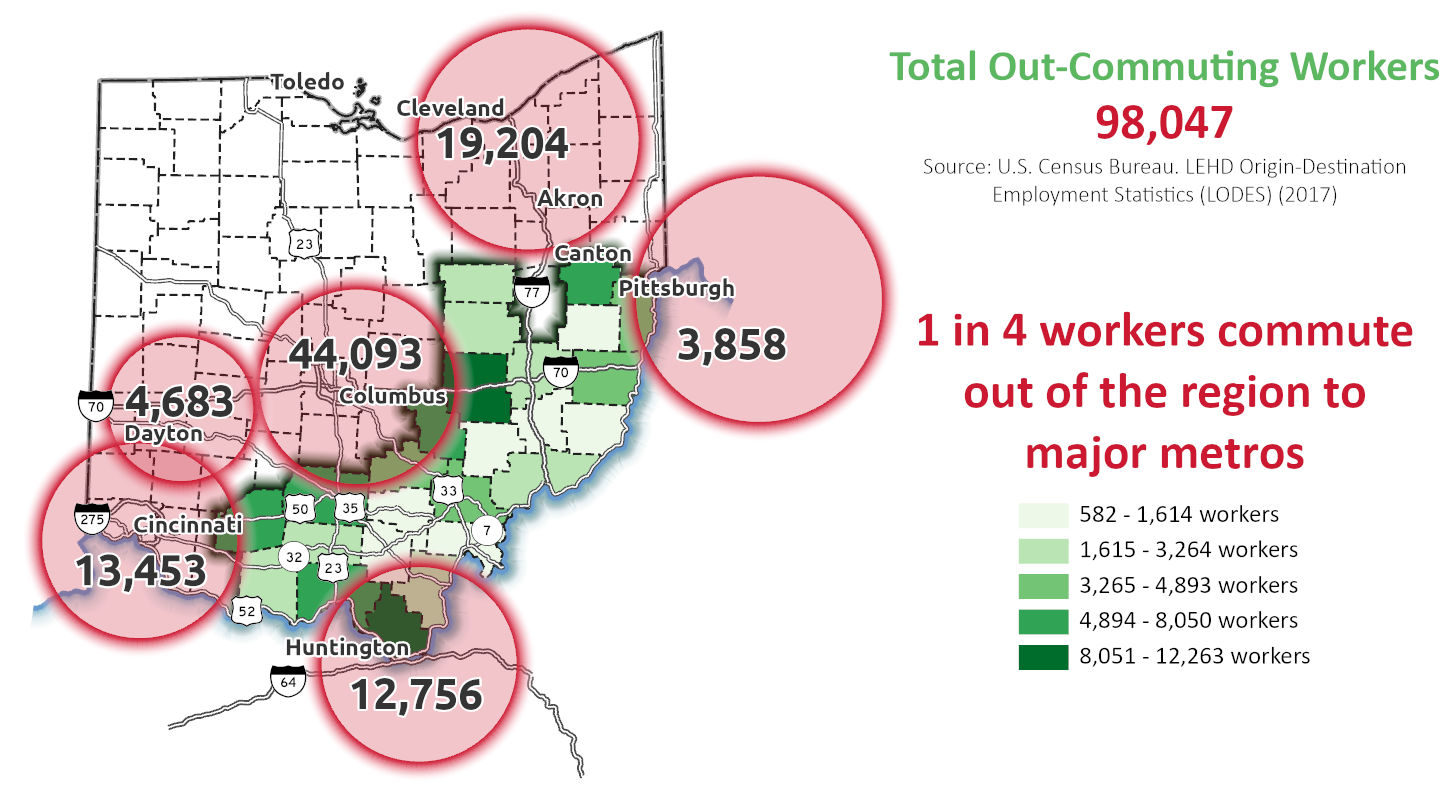 Toledo
Cleveland
19,204
Akron
Canton
23
77
Pittsburgh
3,858
44,093
Columbus
70
70
4,683
Dayton
275
Cincinnati
13,453
50
35
33
7
32
23
52
Huntington
64
12,756
Total Out-Commuting Workers
98,047
Source: U.S. Census Bureau. LEHD Origin-Destination
Employment Statistics (LODES) (2017)
1 in 4 workers commute
out of the region to
major metros
582 - 1,614 workers
1,615 - 3,264 workers
3,265 - 4,893 workers
4,894 - 8,050 workers
8,051 - 12,263 workers